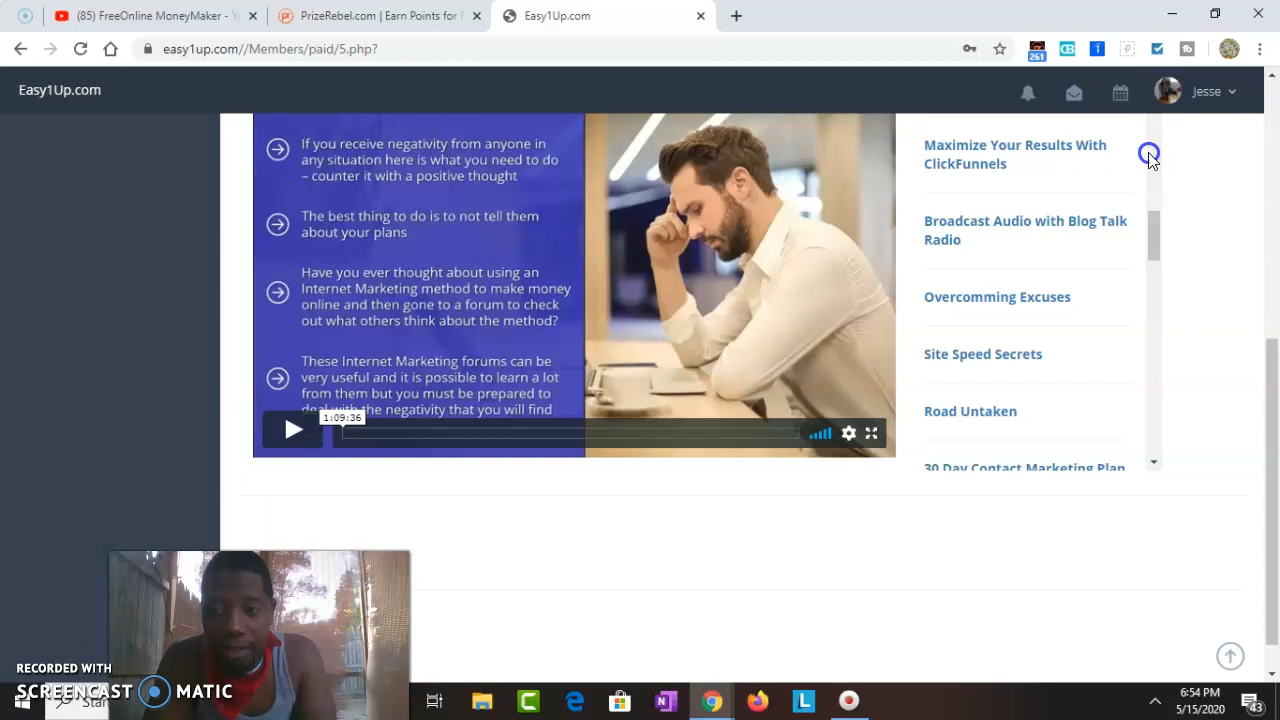 (85) FreeOnline MoneyMaker - Y
PrizeRebel.com | Earn Points for F
Easy1Up.com
easy1up.com//Members/paid/5.php?
261
Easy1Up.com
Jesse
If you receive negativity from anyone in
any situation here is what you need to do
– counter it with a positive thought
The best thing to do is to not tell them
about your plans
Have you ever thought about using an
Internet Marketing method to make money
online and then gone to a forum to check
out what others think about the method?
These Internet Marketing forums can be
very useful and it is possible to learn a lot
from them but you must be prepared to
deal with the negativity that you will find
1:09:36
Maximize Your Results With
ClickFunnels
Broadcast Audio with Blog Talk
Radio
Overcomming Excuses
Site Speed Secrets
Road Untaken
30 Day Contact Marketing Plan
RECORDED WITH
SCREENCAST MATIC
6:54 PM
5/15/2020
43